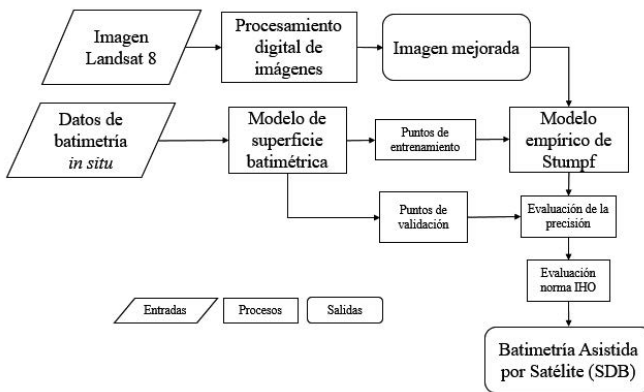 Imagen
Landsat 8
Procesamiento
digital de
imágenes
Imagen mejorada
Datos de
batimetría
in situ
Modelo de
superficie
batimétrica
Puntos de
entrenamiento
Modelo
empírico de
Stumpf
Puntos de
validación
Evaluación de la
precisión
Evaluación
norma IHO
Entradas
Procesos
Salidas
Batimetría Asistida
por Satélite (SDB)